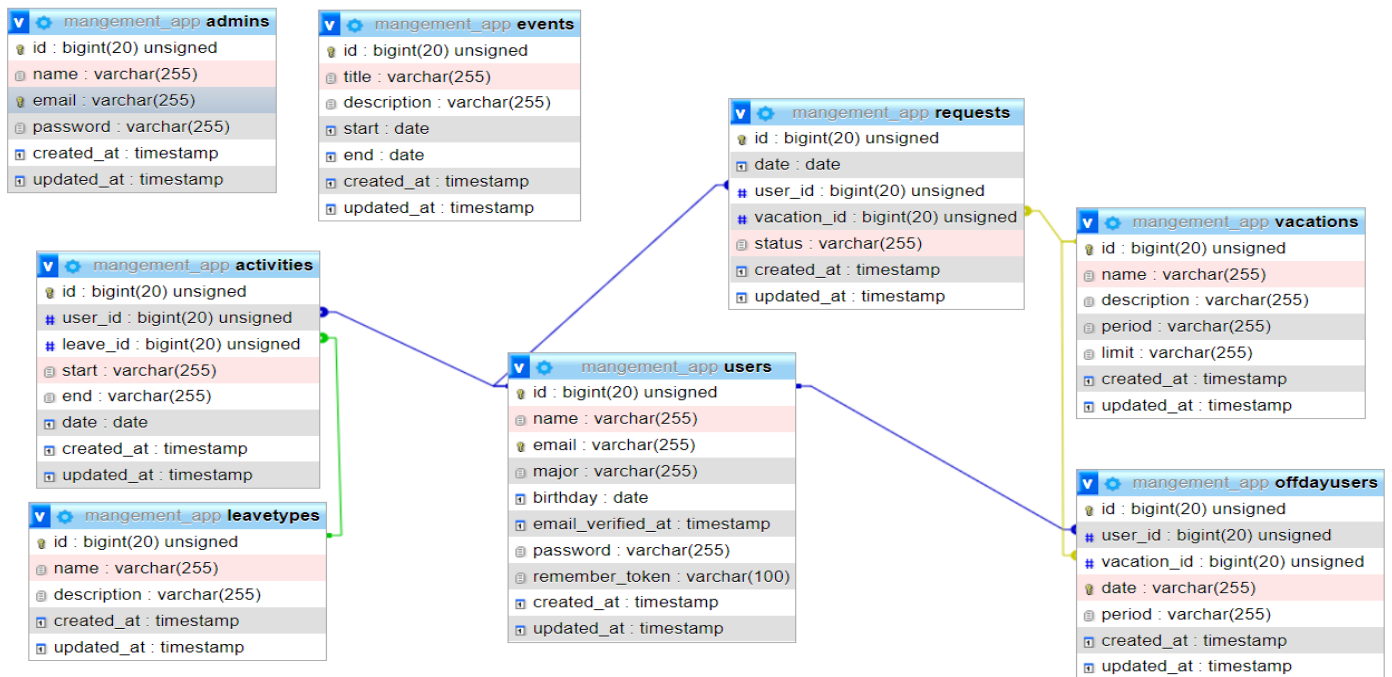 mangement_app admins
id : bigint(20) unsigned
name : varchar(255)
email : varchar(255)
password : varchar(255)
created_at : timestamp
updated_at : timestamp
mangement_app events
id : bigint(20) unsigned
title : varchar(255)
description : varchar(255)
start : date
end : date
created_at : timestamp
updated_at : timestamp
mangement_app requests
id : bigint(20) unsigned
date : date
user_id : bigint(20) unsigned
vacation_id : bigint(20) unsigned
status : varchar(255)
created_at : timestamp
updated_at : timestamp
mangement_app vacations
id : bigint(20) unsigned
name : varchar(255)
description : varchar(255)
period : varchar(255)
limit : varchar(255)
created_at : timestamp
updated_at : timestamp
mangement_app activities
id : bigint(20) unsigned
user_id : bigint(20) unsigned
leave_id : bigint(20) unsigned
start : varchar(255)
end : varchar(255)
date : date
created_at : timestamp
updated_at : timestamp
mangement_app users
id : bigint(20) unsigned
name : varchar(255)
email : varchar(255)
major : varchar(255)
birthday : date
email_verified_at : timestamp
password : varchar(255)
remember_token : varchar(100)
created_at : timestamp
updated_at : timestamp
mangement_app leavetypes
id : bigint(20) unsigned
name : varchar(255)
description : varchar(255)
created_at : timestamp
updated_at : timestamp
mangement_app offdayusers
id : bigint(20) unsigned
user_id : bigint(20) unsigned
vacation_id : bigint(20) unsigned
date : varchar(255)
period : varchar(255)
created_at : timestamp
updated_at : timestamp